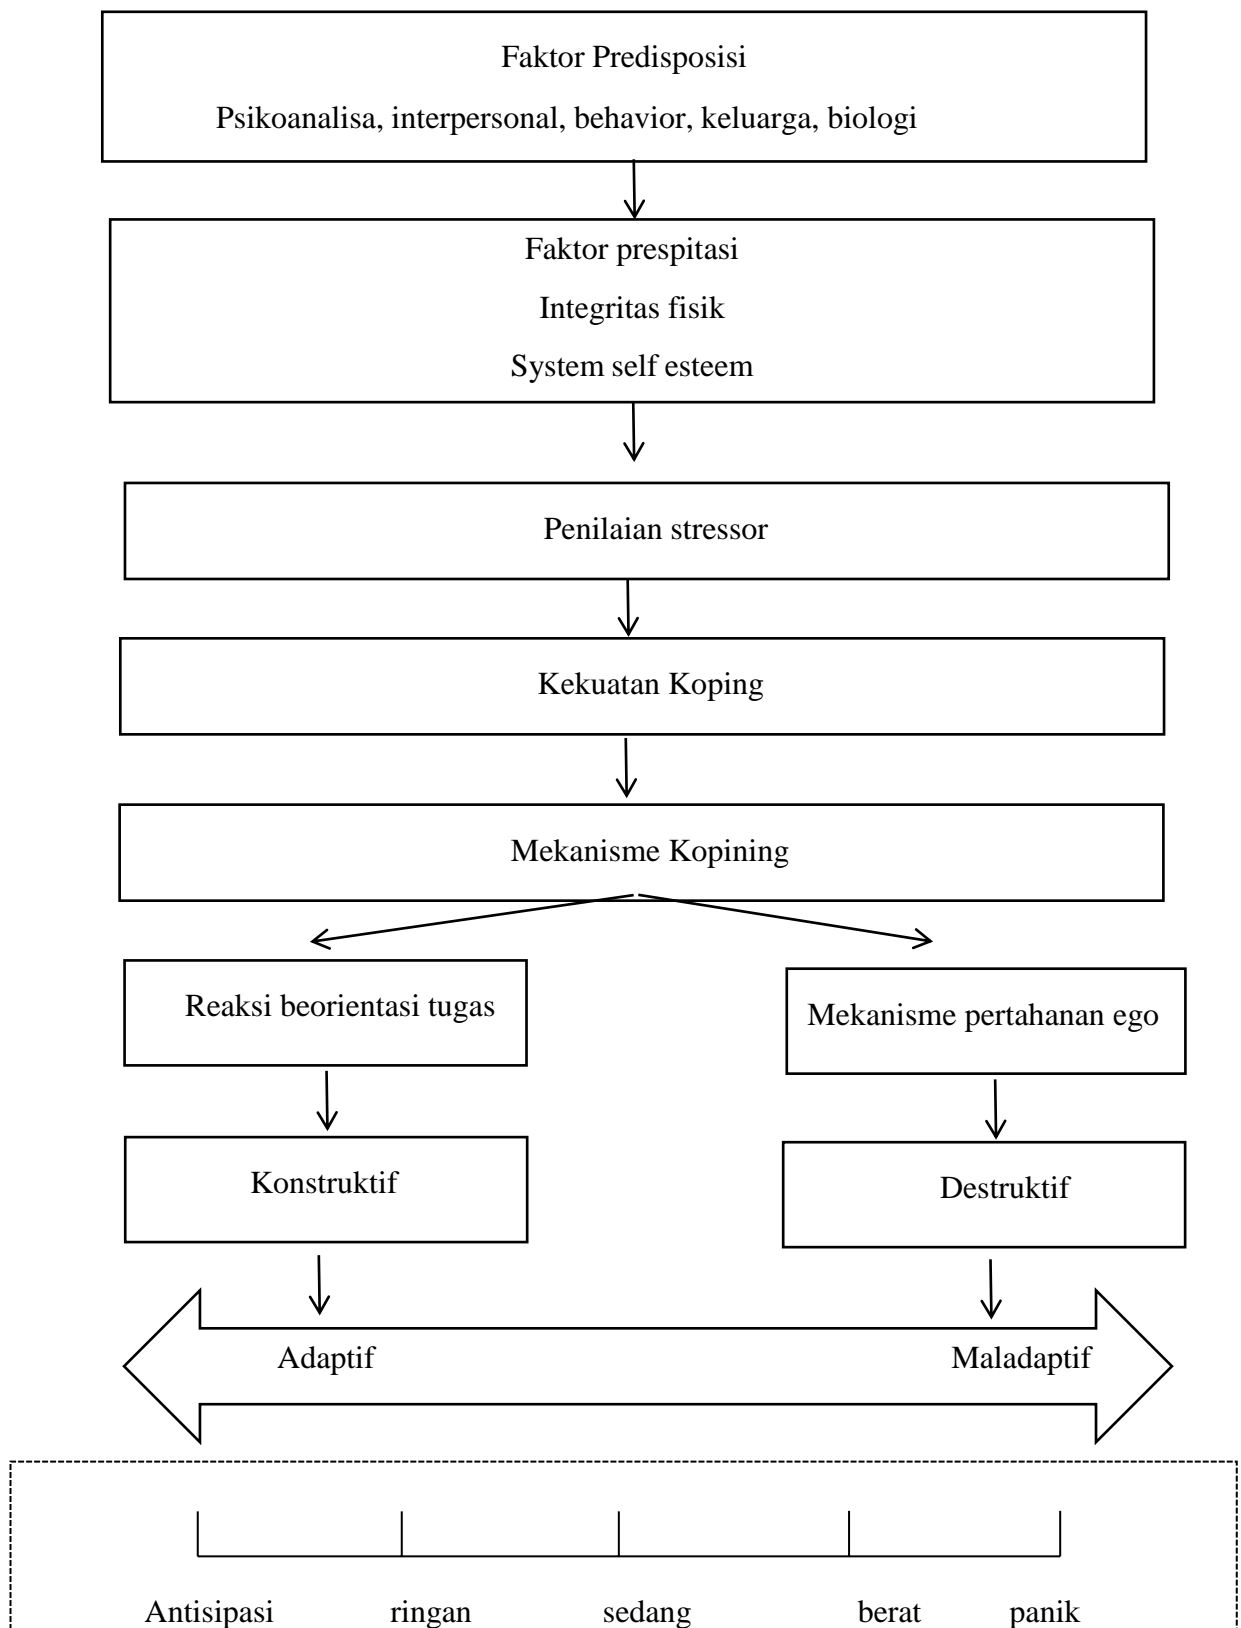 Faktor Predisposisi
Psikoanalisa, interpersonal, behavior, keluarga, biologi
Faktor prespitasi
Integritas fisik
System self esteem
Penilaian stressor
Kekuatan Koping
Mekanisme Kopining
Reaksi beorientasi tugas
Mekanisme pertahanan ego
Konstruktif
Destruktif
Adaptif
Maladaptif
Antisipasi ringan sedang berat panik